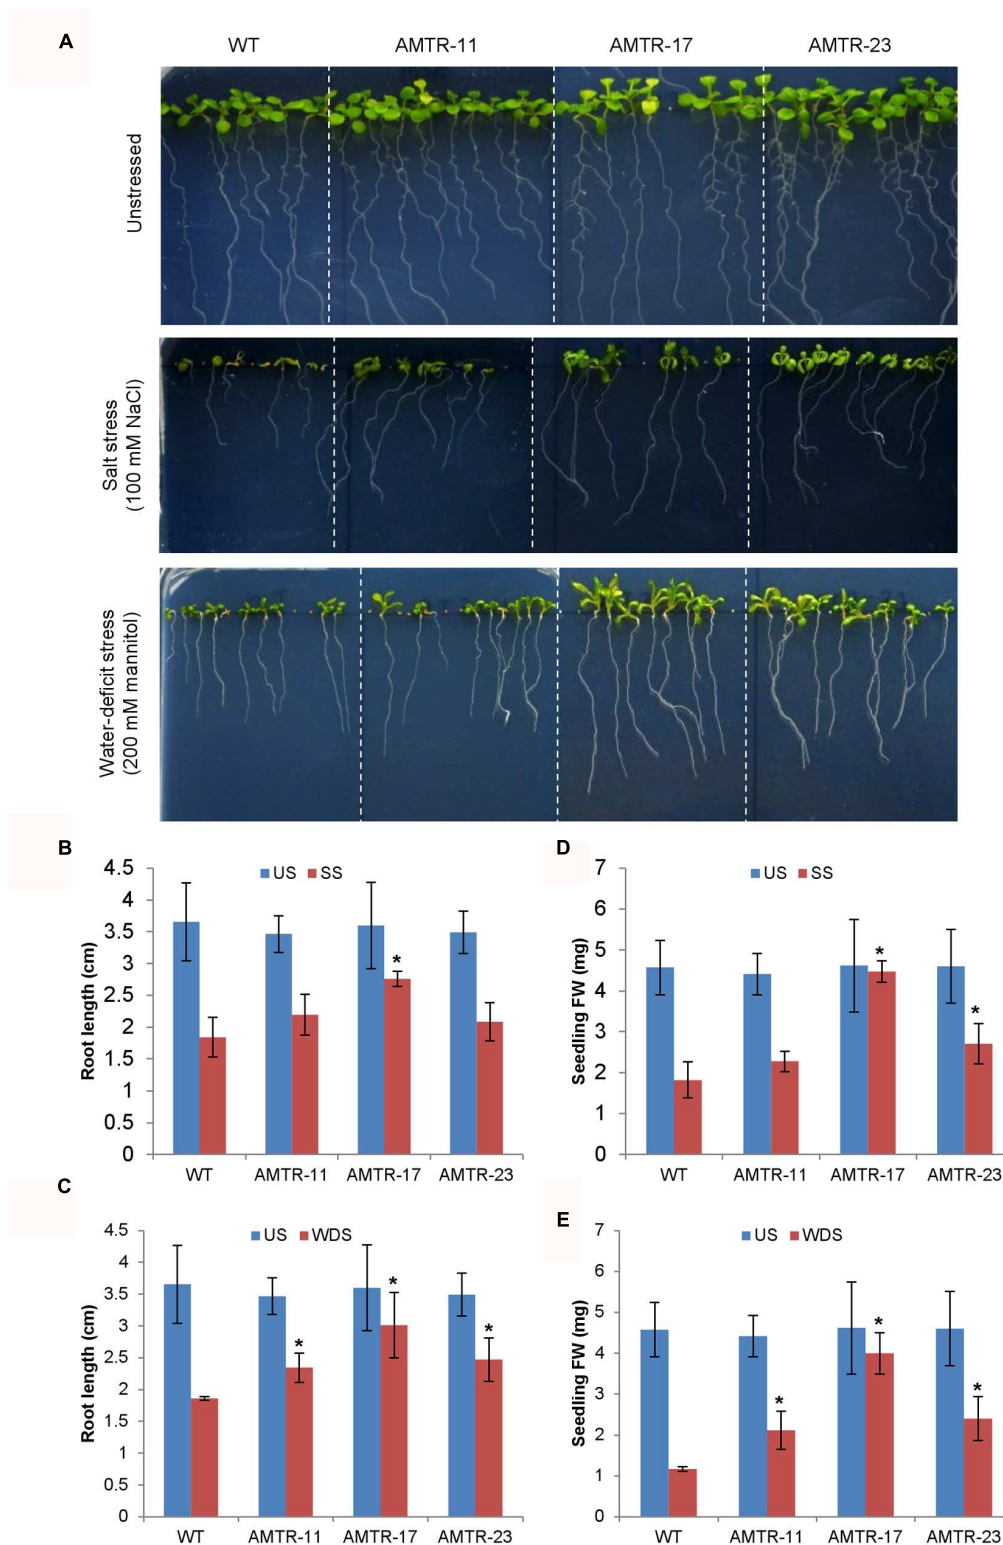 A
WT AMTR-11 AMTR-17 AMTR-23
Unstressed
Salt stress
(100 mM NaCl)
Water-deficit stress
(200 mM mannitol)
B
US SS
Root length (cm)
4.5
4
3.5
3
2.5
2
1.5
1
0.5
0
* 
WT AMTR-11 AMTR-17 AMTR-23
D
US SS
Seedling FW (mg)
7
6
5
4
3
2
1
0
* *
WT AMTR-11 AMTR-17 AMTR-23
C
US WDS
Root length (cm)
4.5
4
3.5
3
2.5
2
1.5
1
0.5
0
* * *
WT AMTR-11 AMTR-17 AMTR-23
E
US WDS
Seedling FW (mg)
7
6
5
4
3
2
1
0
* * *
WT AMTR-11 AMTR-17 AMTR-23